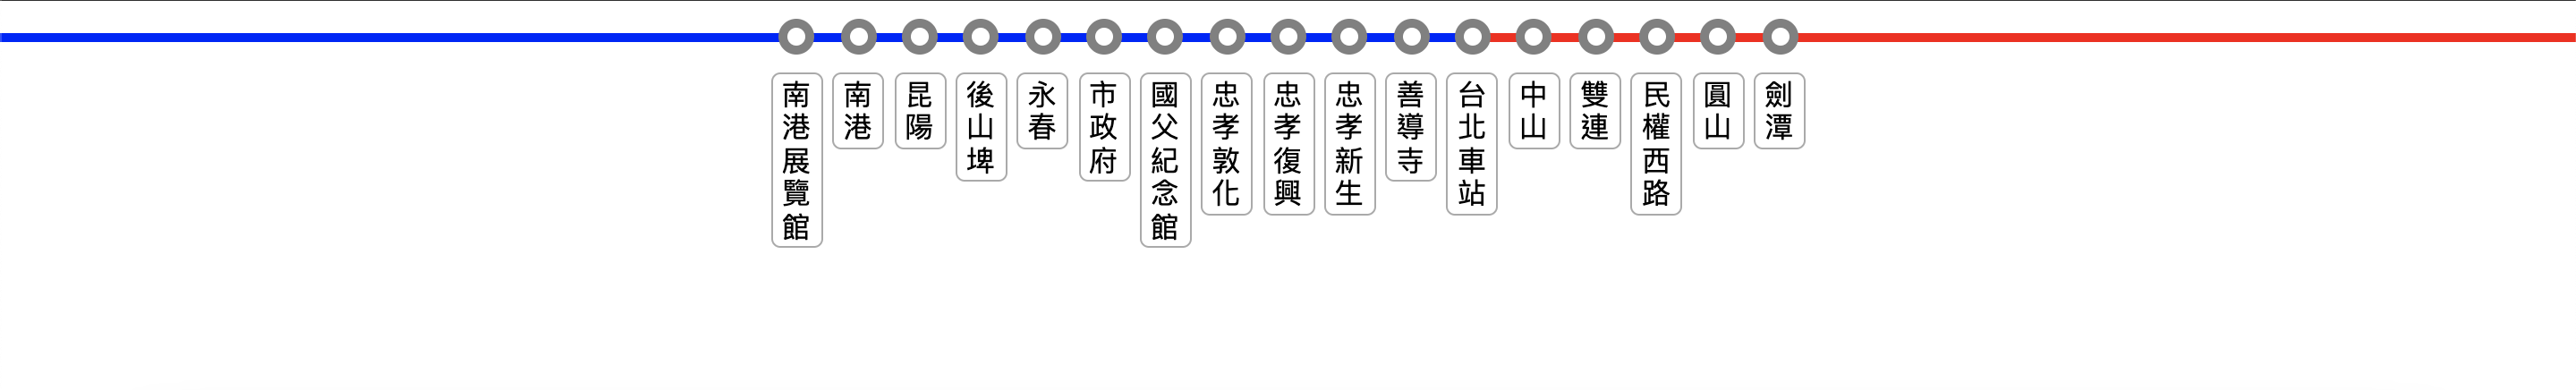 南港展覽館
南港
昆陽
後山埤
永春
市政府
國父紀念館
忠孝敦化
忠孝復興
忠孝新生
善導寺
台北車站
中山
雙連
民權西路
圓山
劍潭